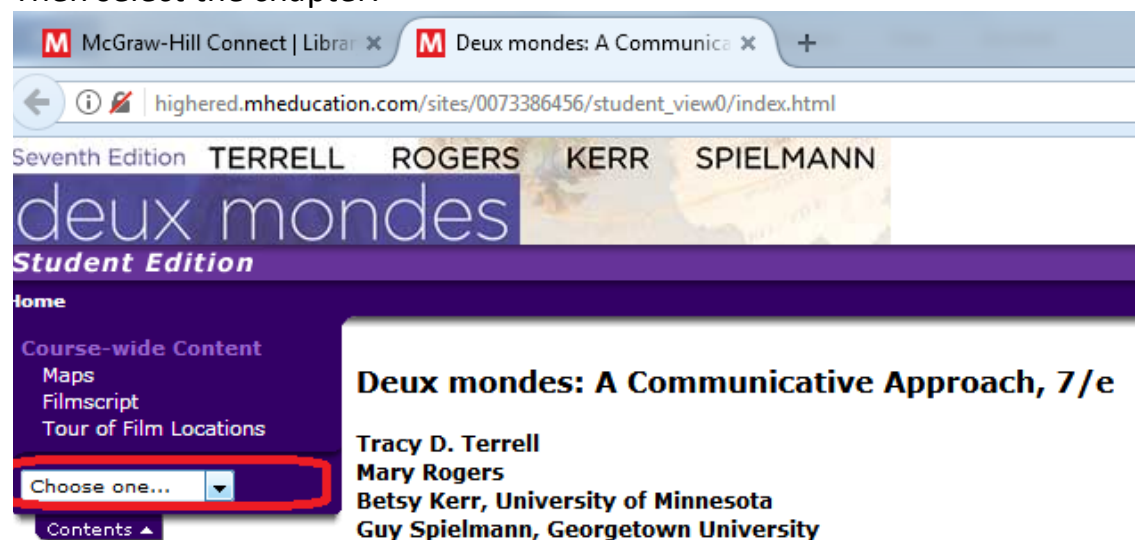 Then select the chapter.
McGraw-Hill Connect | Librar Deux mondes: A Communica
highered.mheducation.com/sites/0073386456/student_view0/index.html
Seventh Edition TERRELL ROGERS KERR SPIELMANN
deux mondes
Student Edition
Home
Course-wide Content
Maps
Filmscript
Tour of Film Locations
Choose one...
Contents
Deux mondes: A Communicative Approach, 7/e
Tracy D. Terrell
Mary Rogers
Betsy Kerr, University of Minnesota
Guy Spielmann, Georgetown University